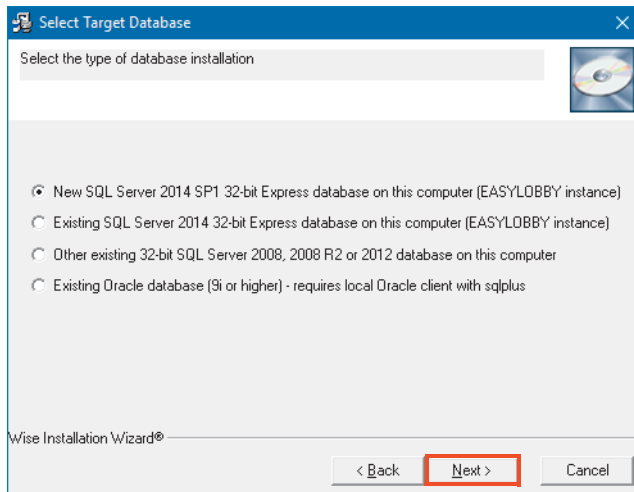 Select Target Database
Select the type of database installation
New SQL Server 2014 SP1 32-bit Express database on this computer (EASYLOBBY instance)
Existing SQL Server 2014 32-bit Express database on this computer (EASYLOBBY instance)
Other existing 32-bit SQL Server 2008, 2008 R2 or 2012 database on this computer
Existing Oracle database (9i or higher) - requires local Oracle client with sqlplus
Wise Installation Wizard®
< Back Next > Cancel